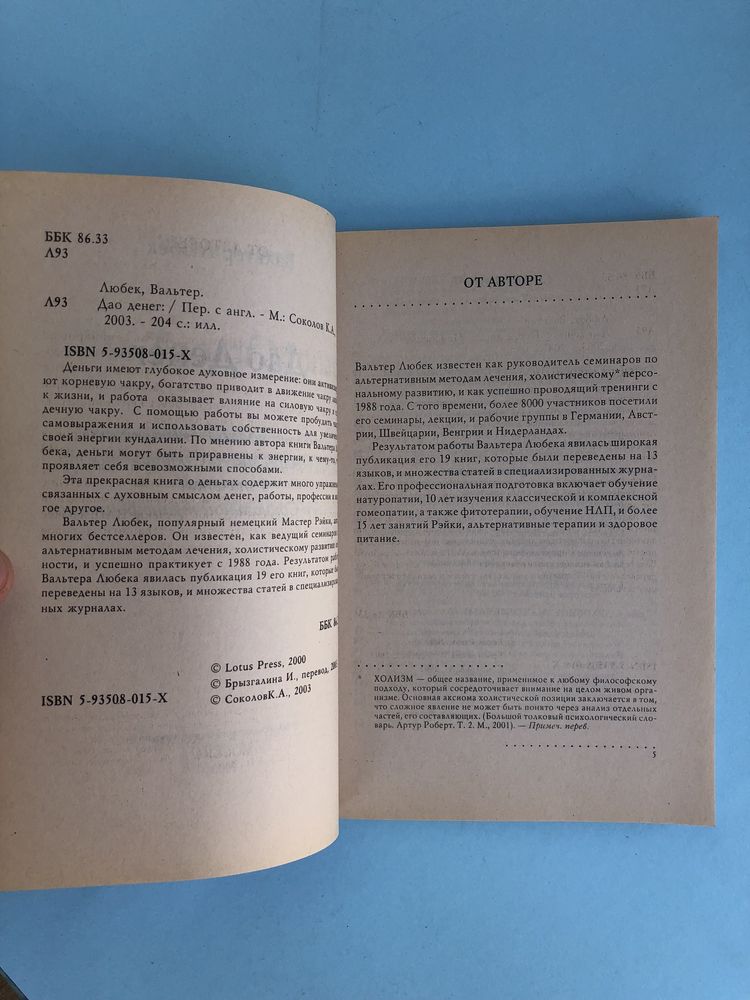 ББК 86.33
Л93
Любек, Вальтер.
Л93 Дао денег: / Пер. с англ. - М.: Соколов К.А,
2003. - 204 с.: илл.
ISBN 5-93508-015-X
Деньги имеют глубокое духовное измерение: они
ют корневую чакру, богатство приводит в движение чакру
к жизни, и работа оказывает влияние на силовую чакру и
дечную чакру. С помощью работы вы можете пробудить
самовыражения и использовать собственность для
своей энергии кундалини. По мнению автора книги Вальтера
бека, деньги могут быть приравнены к энергии, к чему-то,
проявляет себя всевозможными способами.
Эта прекрасная книга о деньгах содержит много
связанных с духовным смыслом денег, работы, профессии и
гое другое.
Вальтер Любек, популярный немецкий Мастер Рэйки,
многих бестселлеров. Он известен, как ведущий
альтернативным методам лечения, холистическому развитию
ности, и успешно практикует с 1988 года. Результатом
Вальтера Любека явилась публикация 19 его книг, которые
переведены на 13 языков, и множества статей в
ных журналах.
ББК
© Lotus Press, 2000
© Брызгалина И., перевод,
ISBN 5-93508-015-X © СоколовК.А., 2003
ОТ АВТОРЕ
Вальтер Любек известен как руководитель семинаров по
альтернативным методам лечения, холистическому* персо-
нальному развитию, и как успешно проводящий тренинги с
1988 года. С того времени, более 8000 участников посетили
его семинары, лекции, и рабочие группы в Германии, Авст-
рии, Швейцарии, Венгрии и Нидерландах.
Результатом работы Вальтера Любека явилась широкая
публикация его 19 книг, которые были переведены на 13
языков, и множества статей в специализированных журна-
лах. Его профессиональная подготовка включает обучение
натуропатии, 10 лет изучения классической и комплексной
гомеопатии, а также фитотерапии, обучение НЛП, и более
15 лет занятий Рэйки, альтернативные терапии и здоровое
питание.
* ХОЛИЗМ — общее название, применимое к любому философскому
подходу, который сосредоточивает внимание на целом живом орга-
низме. Основная аксиома холистической позиции заключается в том,
что сложное явление не может быть понято через анализ отдельных
частей, его составляющих. (Большой толковый психологический сло-
варь. Артур Роберт. Т. 2. М., 2001). — Примеч. перев.
5